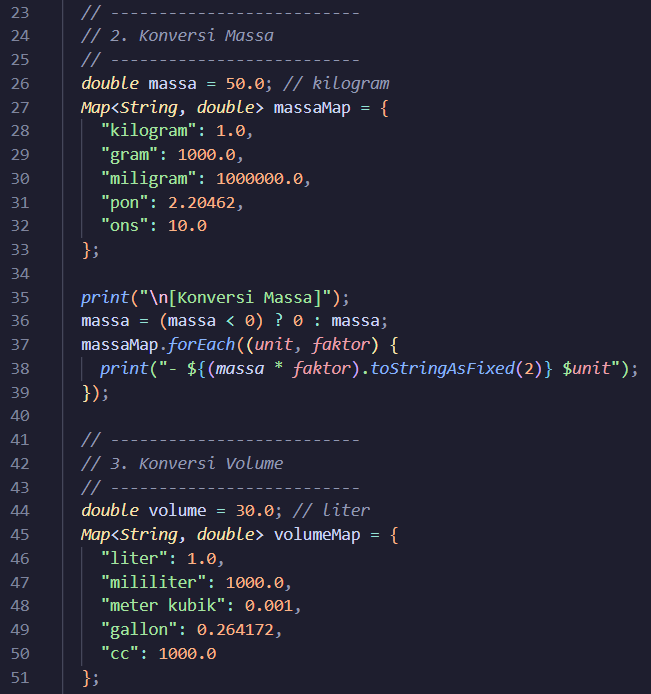 23 // --------------------------
24 // 2. Konversi Massa
25 // --------------------------
26 double massa = 50.0; // kilogram
27 Map<String, double> massaMap = {
28   "kilogram": 1.0,
29   "gram": 1000.0,
30   "miligram": 1000000.0,
31   "pon": 2.20462,
32   "ons": 10.0
33 };
34
35 print("\n[Konversi Massa]");
36 massa = (massa < 0) ? 0 : massa;
37 massaMap.forEach((unit, faktor) {
38   print("- ${(massa * faktor).toStringAsFixed(2)} $unit");
39 });
40
41 // --------------------------
42 // 3. Konversi Volume
43 // --------------------------
44 double volume = 30.0; // liter
45 Map<String, double> volumeMap = {
46   "liter": 1.0,
47   "mililiter": 1000.0,
48   "meter kubik": 0.001,
49   "gallon": 0.264172,
50   "cc": 1000.0
51 };